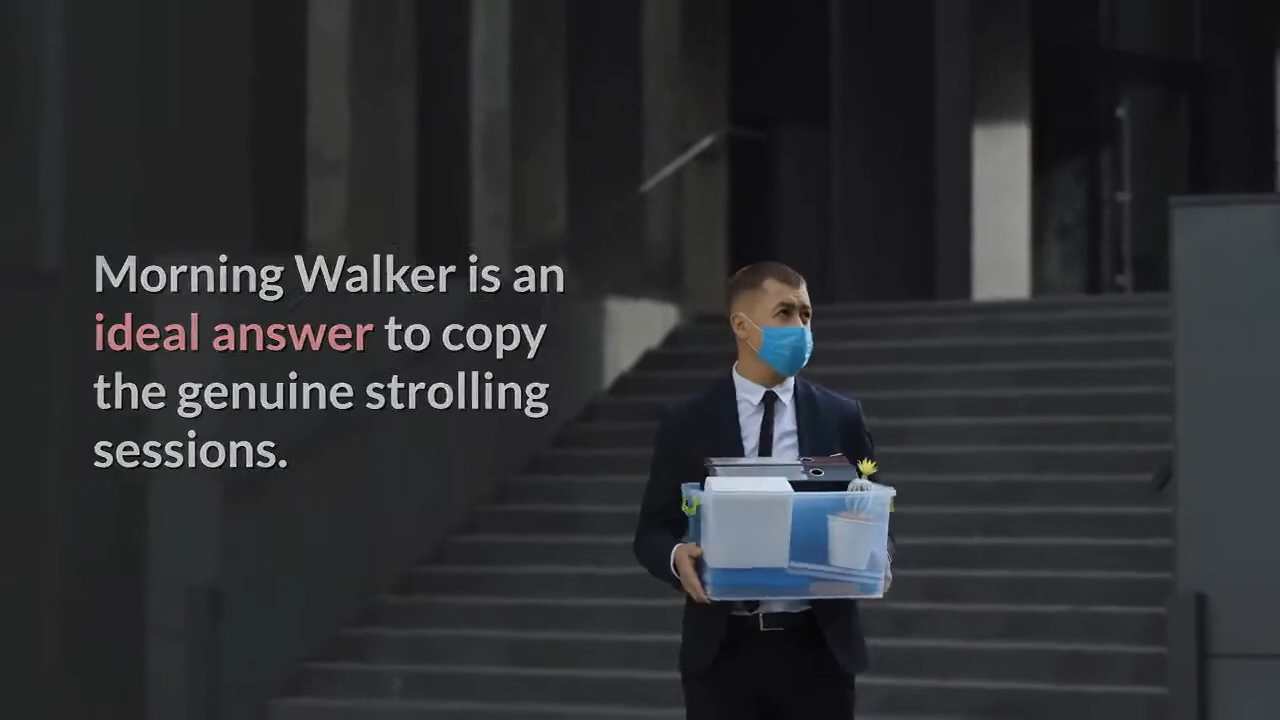 Morning Walker is an
ideal answer to copy
the genuine strolling
sessions.